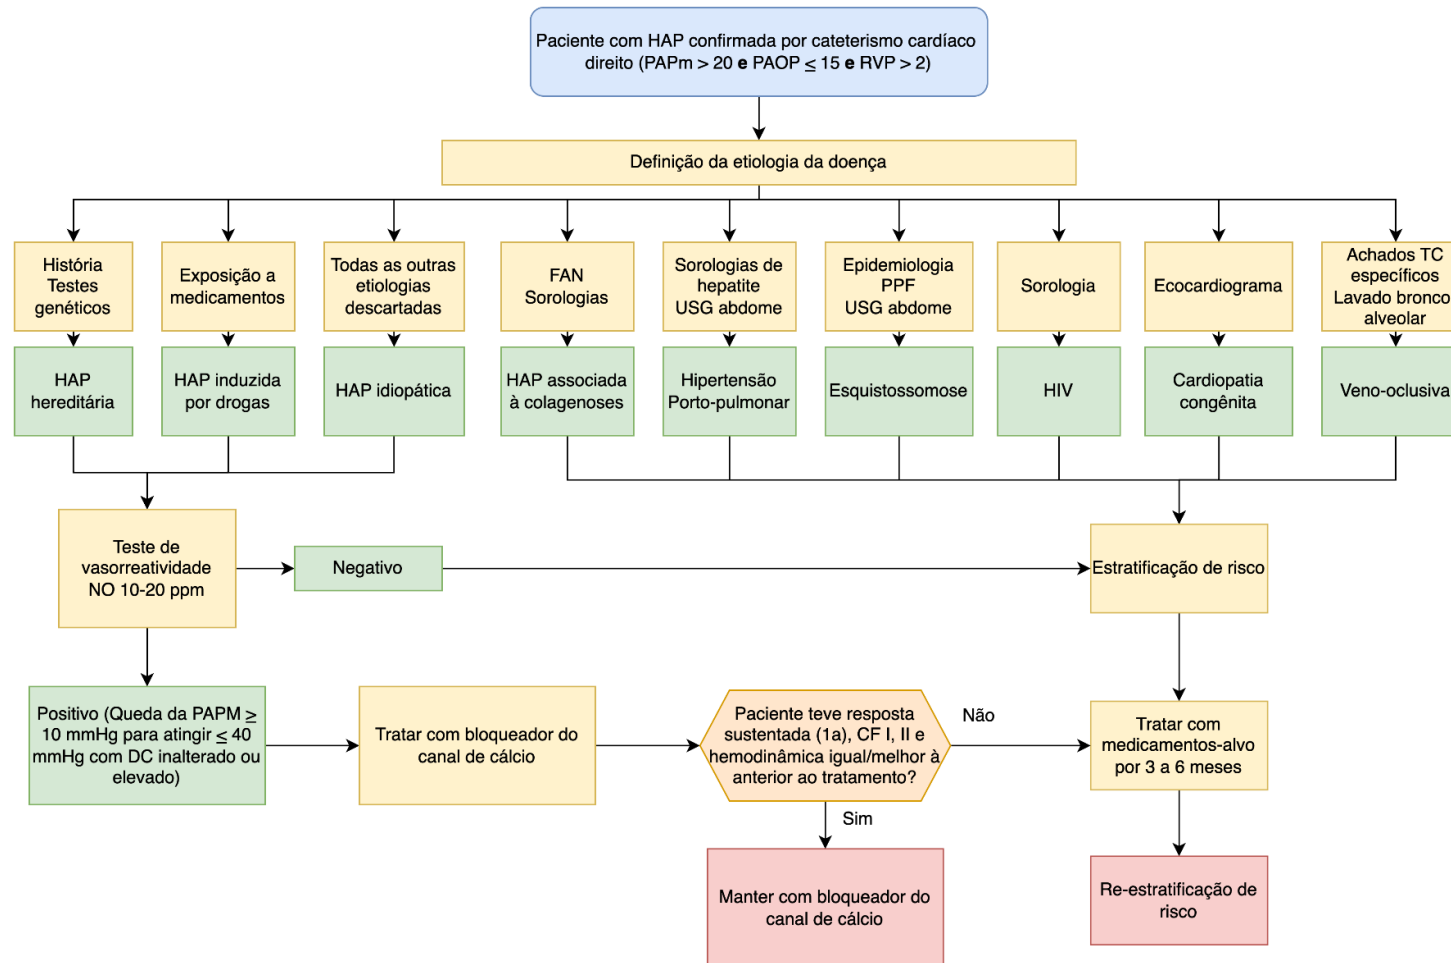 Paciente com HAP confirmada por cateterismo cardíaco
direito (PAPm > 20 e PAOP ≤ 15 e RVP > 2)
Definição da etiologia da doença
História
Testes
genéticos
Exposição a
medicamentos
Todas as outras
etiologias
descartadas
FAN
Sorologias
Sorologias de
hepatite
USG abdome
Epidemiologia
PPF
USG abdome
Sorologia
Ecocardiograma
Achados TC
específicos
Lavado bronco
alveolar
HAP
hereditária
HAP induzida
por drogas
HAP idiopática
HAP associada
à colagenoses
Hipertensão
Porto-pulmonar
Esquistossomose
HIV
Cardiopatia
congênita
Veno-oclusiva
Teste de
vasorreatividade
NO 10-20 ppm
Negativo
Estratificação de risco
Positivo (Queda da PAPM ≥
10 mmHg para atingir ≤ 40
mmHg com DC inalterado ou
elevado)
Tratar com bloqueador do
canal de cálcio
Paciente teve resposta
sustentada (1a), CF I, II e
hemodinâmica igual/melhor à
anterior ao tratamento?
Não
Tratar com
medicamentos-alvo
por 3 a 6 meses
Sim
Manter com bloqueador do
canal de cálcio
Re-estratificação de
risco